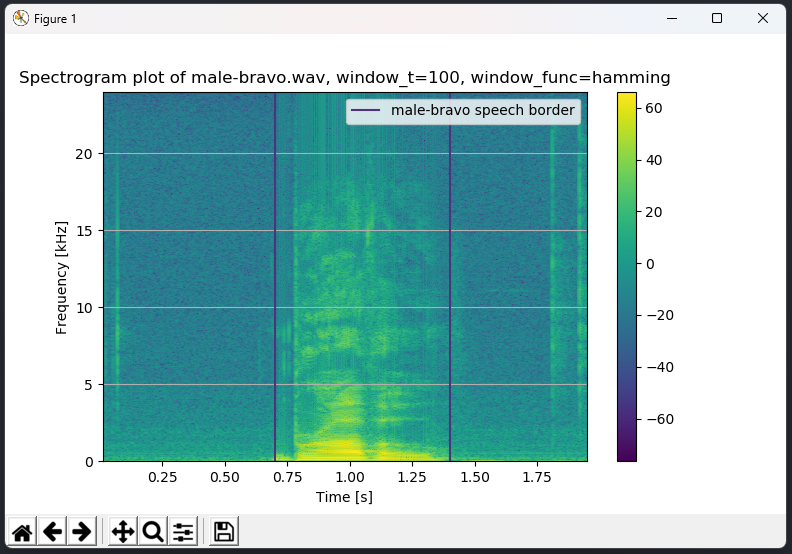 Figure 1
Spectrogram plot of male-bravo.wav, window_t=100, window_func=hamming
male-bravo speech border
Frequency [kHz]
20
15
10
5
0
0.25 0.50 0.75 1.00 1.25 1.50 1.75
Time [s]
60
40
20
0
−20
−40
−60